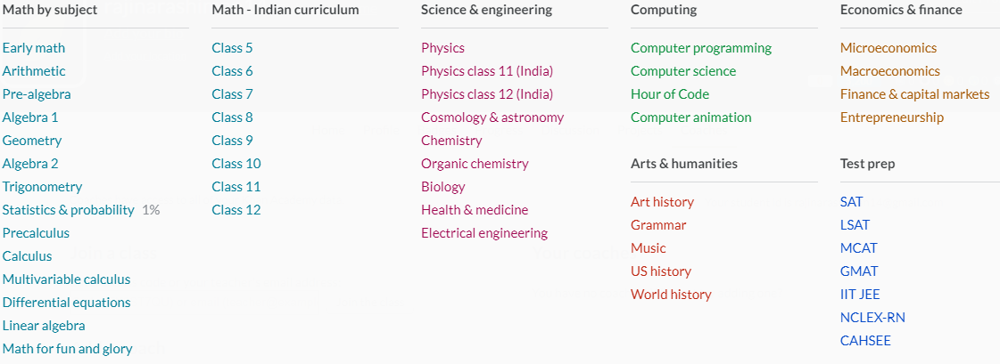 Math by subject
Early math
Arithmetic
Pre-algebra
Algebra 1
Geometry
Algebra 2
Trigonometry
Statistics & probability 1%
Precalculus
Calculus
Multivariable calculus
Differential equations
Linear algebra
Math for fun and glory
Math - Indian curriculum
Class 5
Class 6
Class 7
Class 8
Class 9
Class 10
Class 11
Class 12
Science & engineering
Physics
Physics class 11 (India)
Physics class 12 (India)
Cosmology & astronomy
Chemistry
Organic chemistry
Biology
Health & medicine
Electrical engineering
Computing
Computer programming
Computer science
Hour of Code
Computer animation
Arts & humanities
Art history
Grammar
Music
US history
World history
Economics & finance
Microeconomics
Macroeconomics
Finance & capital markets
Entrepreneurship
Test prep
SAT
LSAT
MCAT
GMAT
IIT JEE
NCLEX-RN
CAHSEE